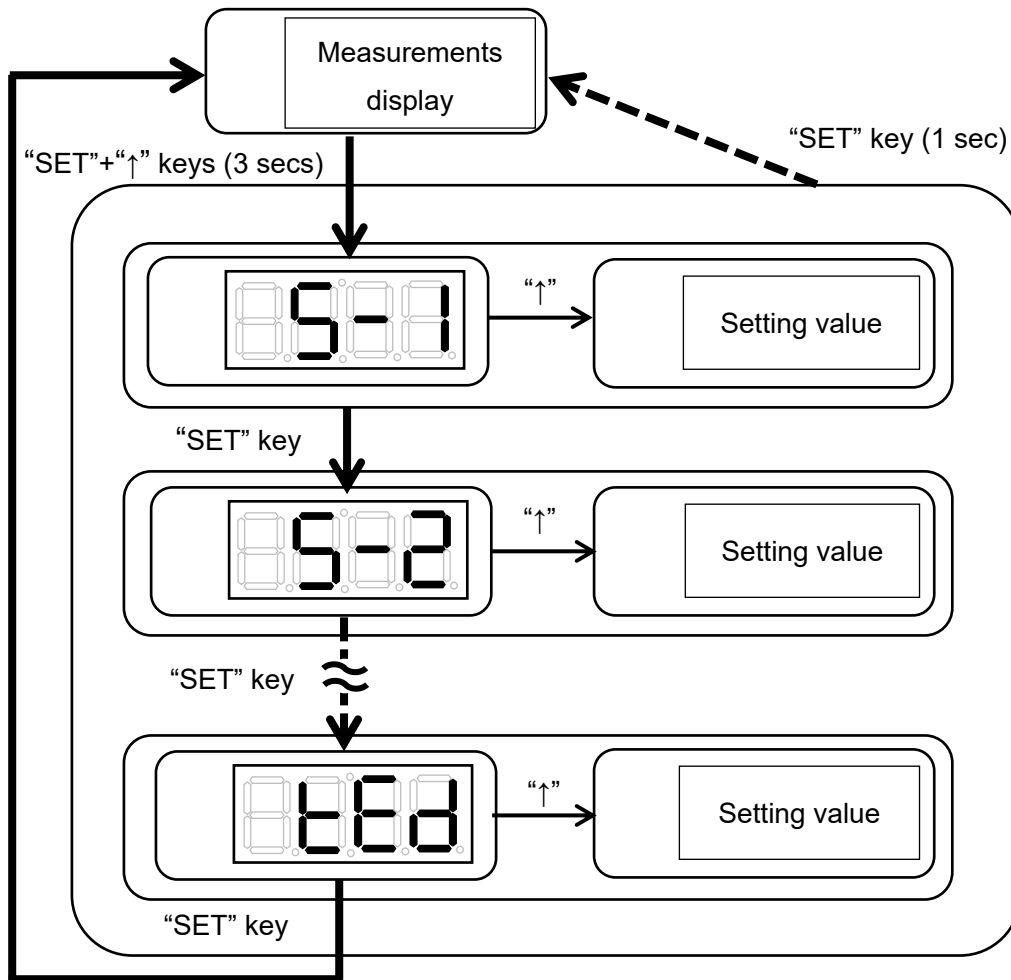 Measurements
display
“SET” key (1 sec)
“SET”+“↑” keys (3 secs)
S-1
“↑”
Setting value
“SET” key
S-2
“↑”
Setting value
“SET” key
tEd
“↑”
Setting value
“SET” key